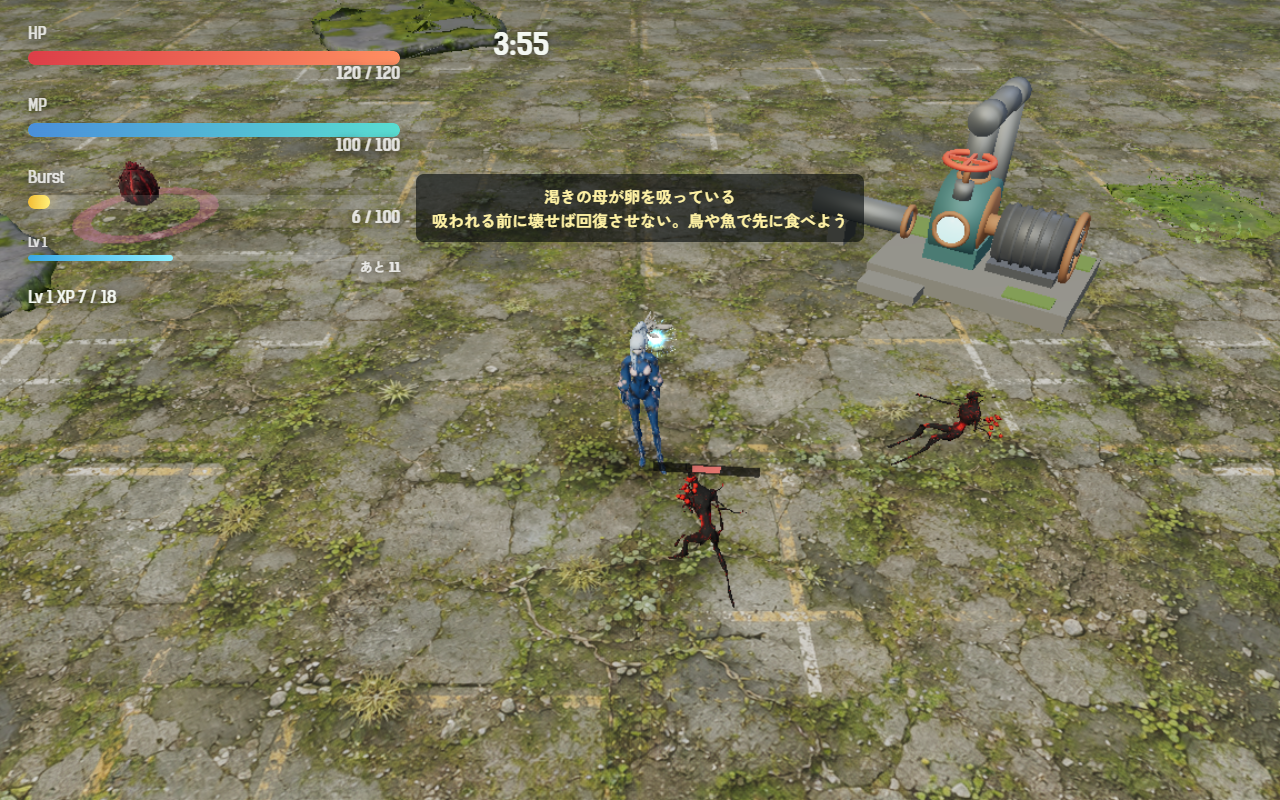 HP
120 / 120
3:55
MP
100 / 100
Burst
6 / 100
渇きの母が卵を吸っている
吸われる前に壊せば回復させない。鳥や魚で先に食べよう
Lv 1
あと 11
Lv 1 XP 7 / 18